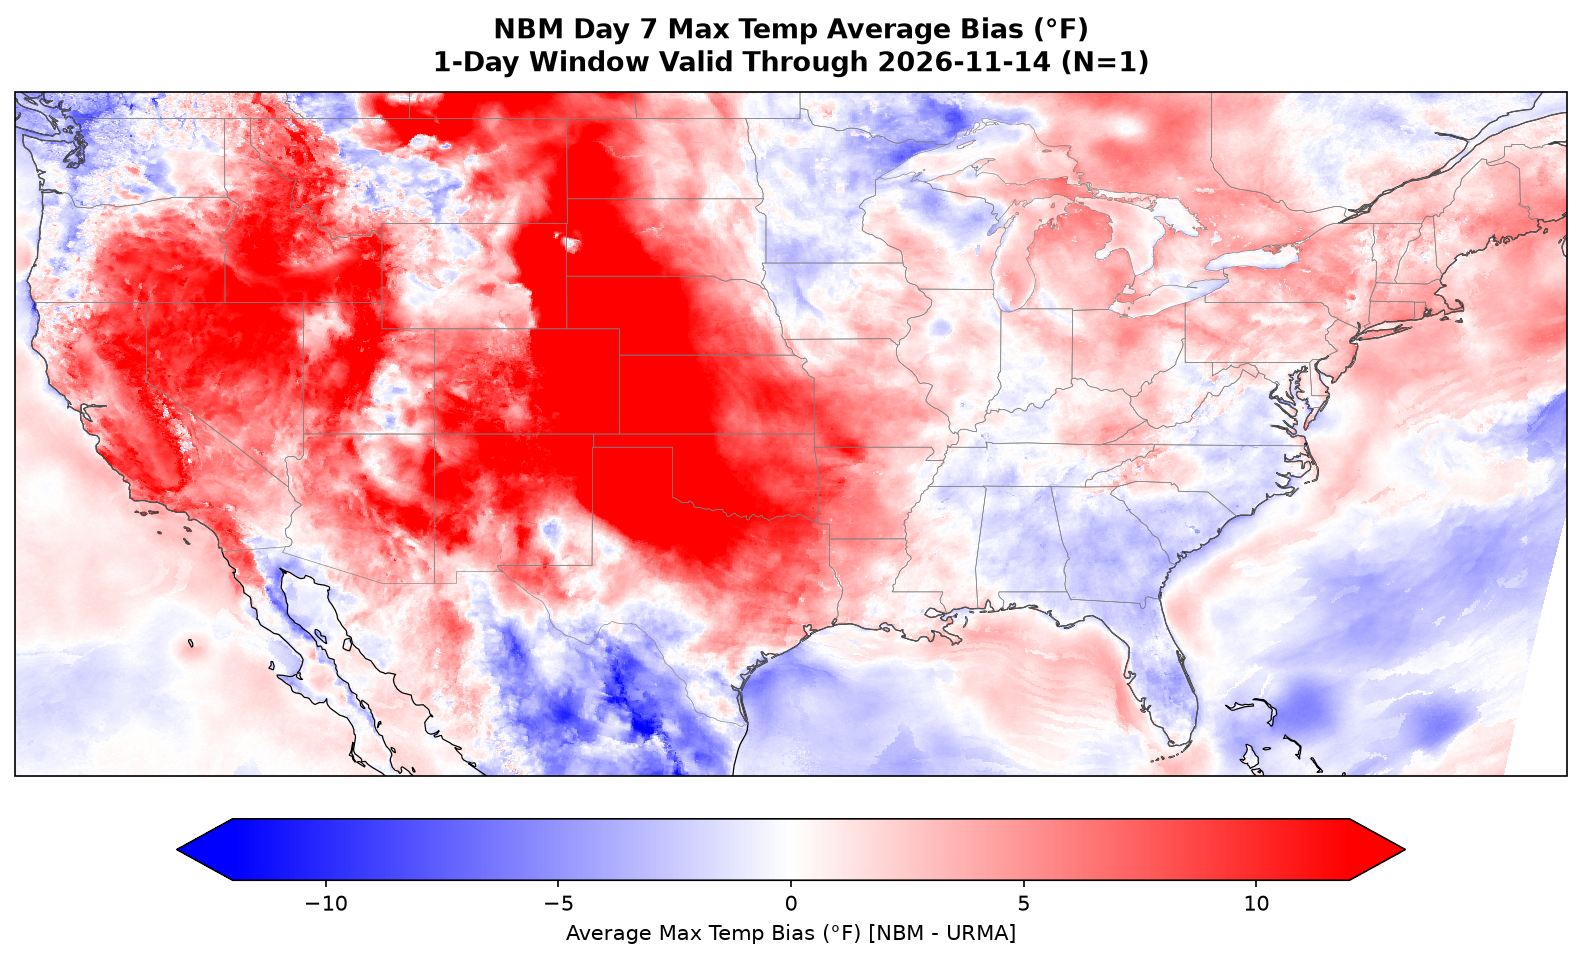 NBM Day 7 Max Temp Average Bias (°F)
1-Day Window Valid Through 2026-11-14 (N=1)
−10 −5 0 5 10
Average Max Temp Bias (°F) [NBM - URMA]